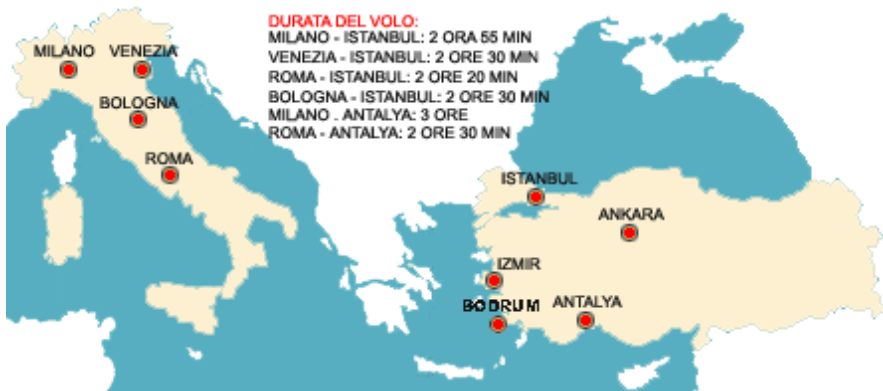 DURATA DEL VOLO:
MILANO - ISTANBUL: 2 ORA 55 MIN
VENEZIA - ISTANBUL: 2 ORE 30 MIN
ROMA - ISTANBUL: 2 ORE 20 MIN
BOLOGNA - ISTANBUL: 2 ORE 30 MIN
MILANO . ANTALYA: 3 ORE
ROMA - ANTALYA: 2 ORE 30 MIN
MILANO
VENEZIA
BOLOGNA
ROMA
ISTANBUL
ANKARA
IZMIR
BODRUM
ANTALYA